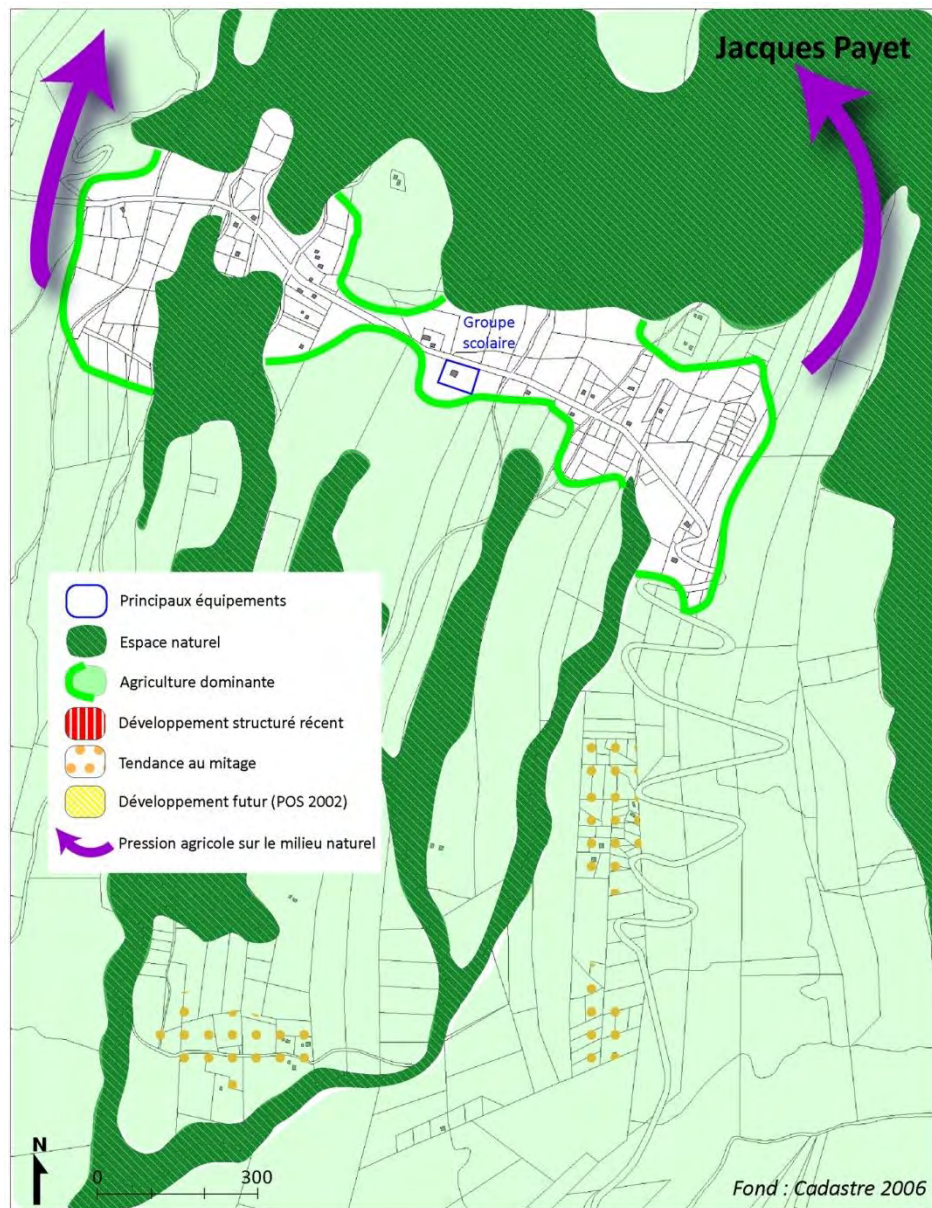 Jacques Payet
Groupe
scolaire
Principaux équipements
Espace naturel
Agriculture dominante
Développement structuré récent
Tendance au mitage
Développement futur (POS 2002)
Pression agricole sur le milieu naturel
N
0 300
Fond : Cadastre 2006